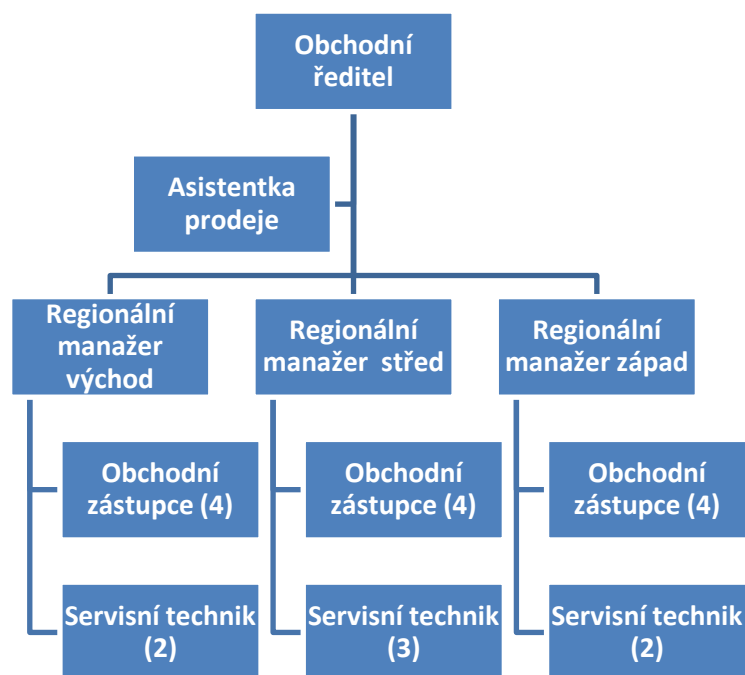 Obchodní
ředitel
Asistentka
prodeje
Regionální
manažer
východ
Regionální
manažer  střed
Regionální
manažer západ
Obchodní
zástupce (4)
Obchodní
zástupce (4)
Obchodní
zástupce (4)
Servisní technik
(2)
Servisní technik
(3)
Servisní technik
(2)